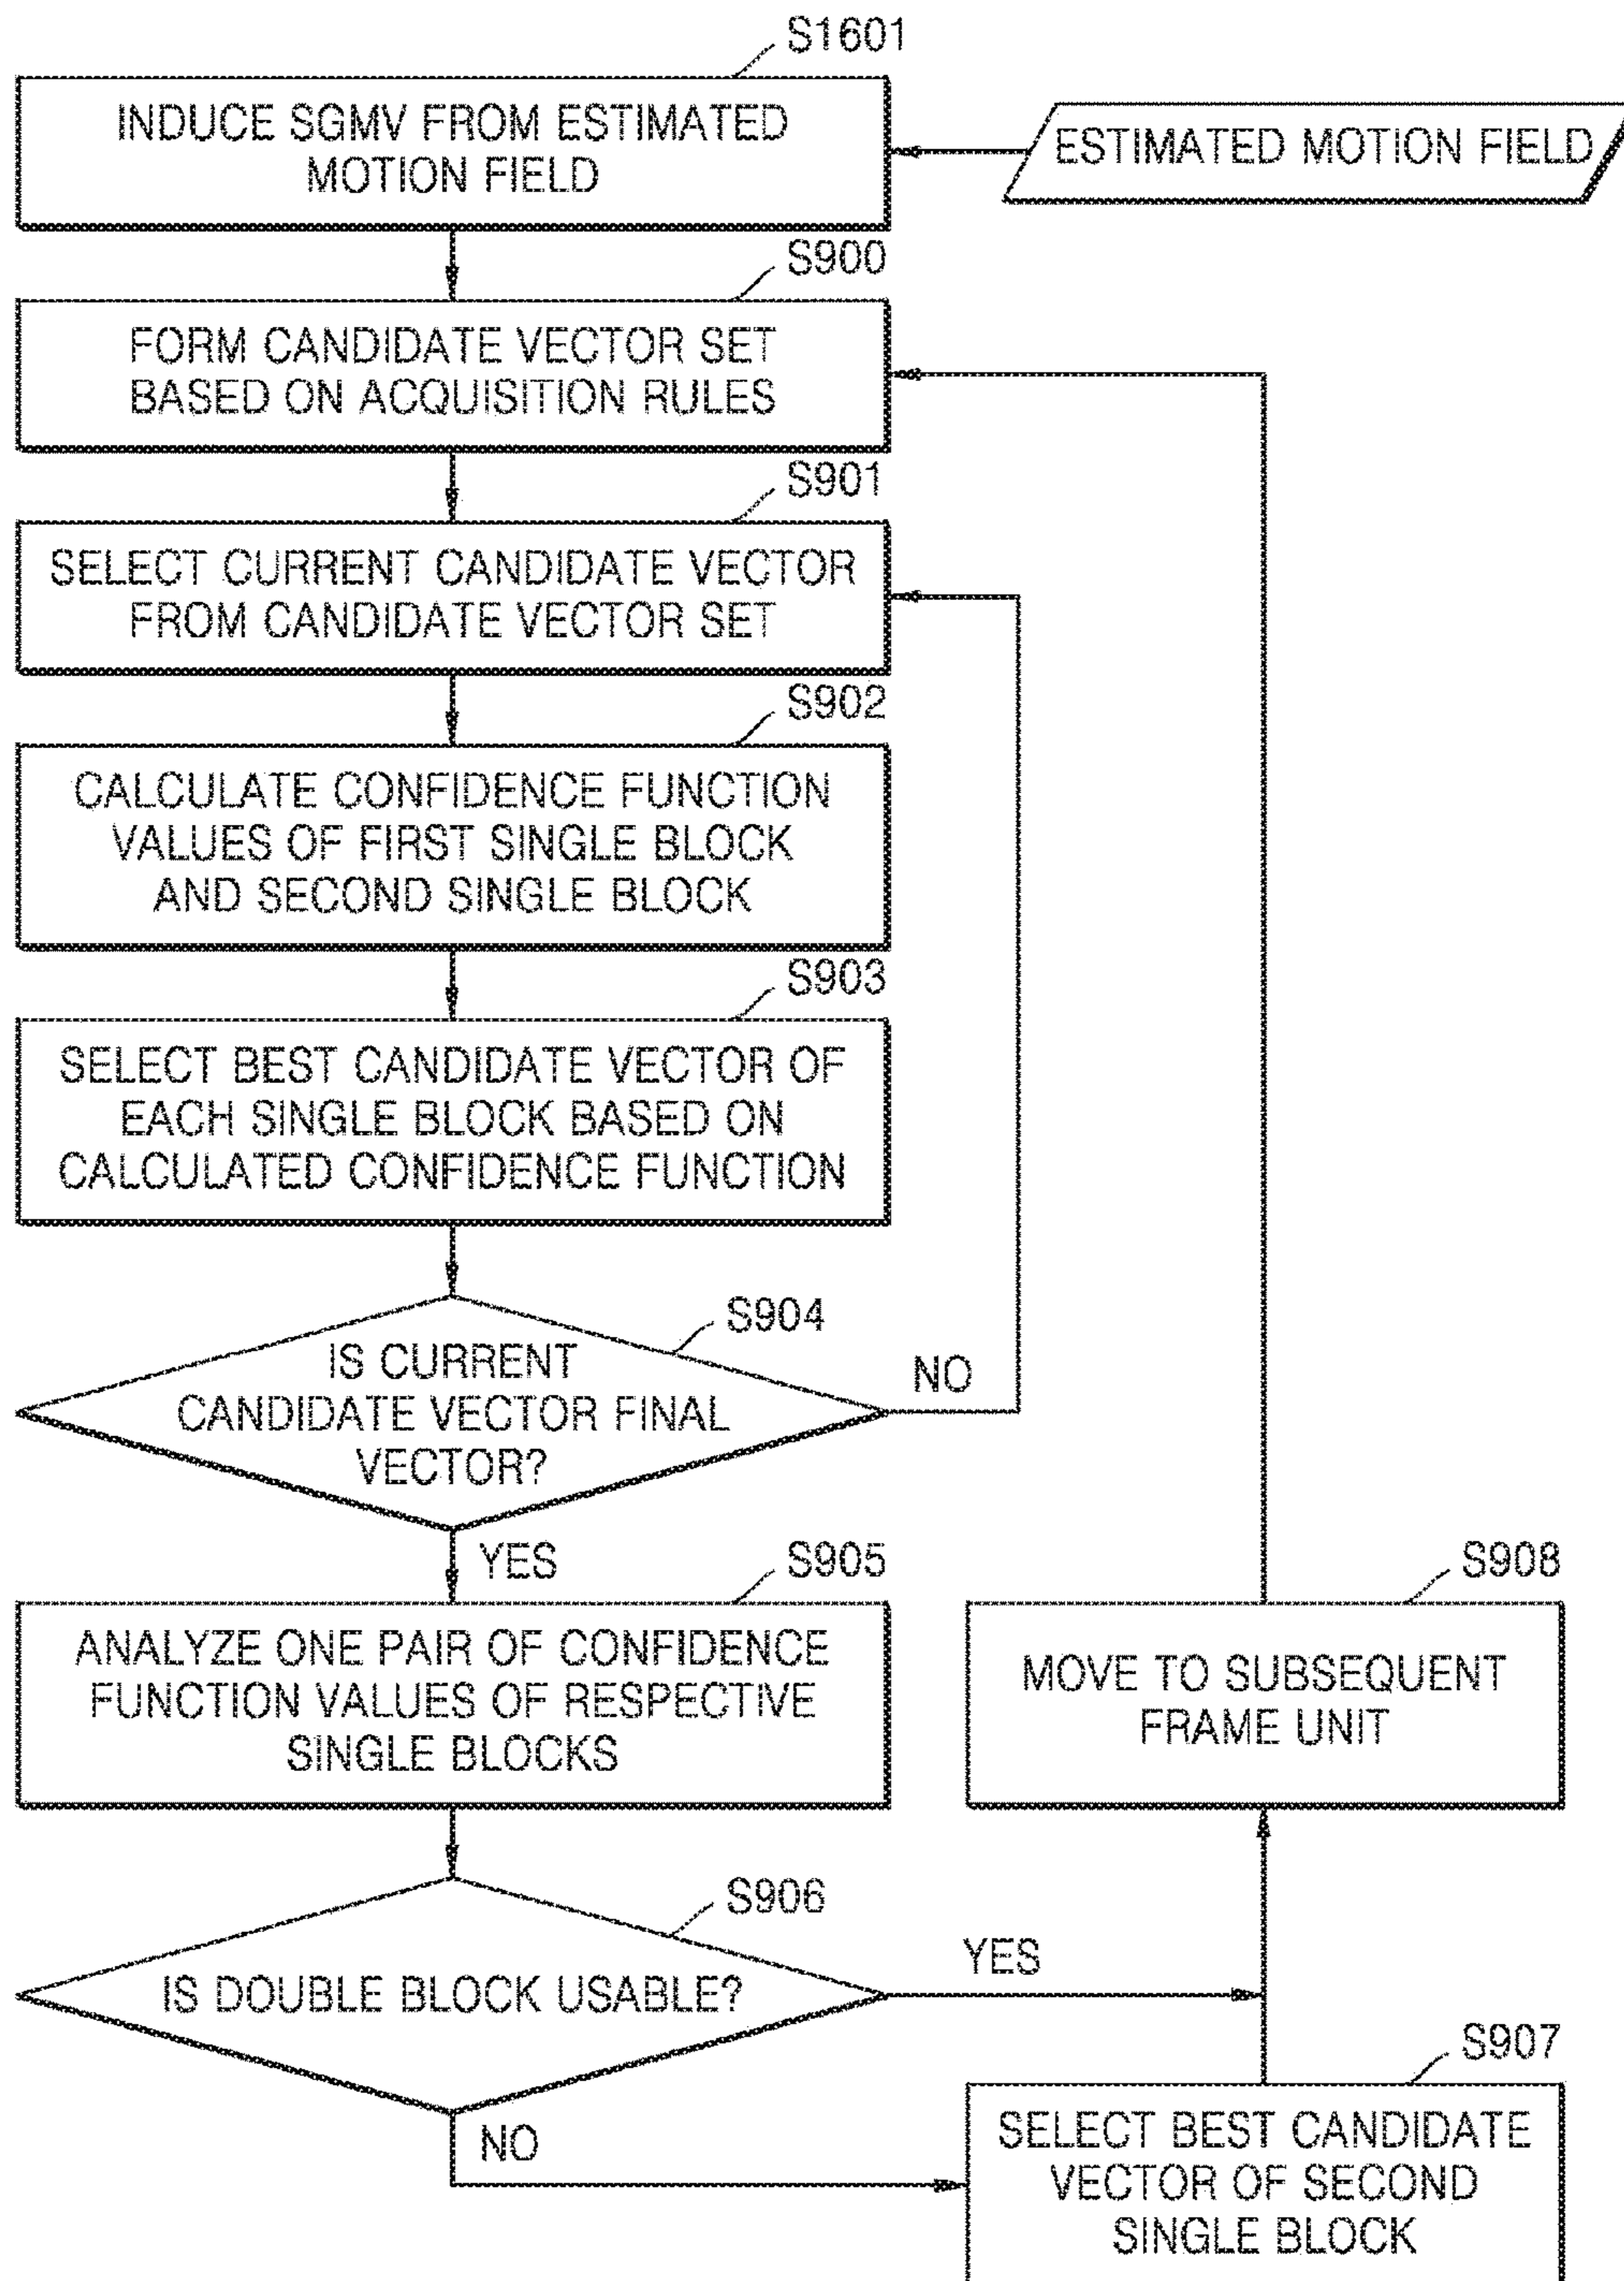 S1601
INDUCE SGMV FROM ESTIMATED
MOTION FIELD
ESTIMATED MOTION FIELD
S900
FORM CANDIDATE VECTOR SET
BASED ON ACQUISITION RULES
S901
SELECT CURRENT CANDIDATE VECTOR
FROM CANDIDATE VECTOR SET
S902
CALCULATE CONFIDENCE FUNCTION
VALUES OF FIRST SINGLE BLOCK
AND SECOND SINGLE BLOCK
S903
SELECT BEST CANDIDATE VECTOR OF
EACH SINGLE BLOCK BASED ON
CALCULATED CONFIDENCE FUNCTION
S904
IS CURRENT
CANDIDATE VECTOR FINAL
VECTOR?
NO
YES
S905
ANALYZE ONE PAIR OF CONFIDENCE
FUNCTION VALUES OF RESPECTIVE
SINGLE BLOCKS
S908
MOVE TO SUBSEQUENT
FRAME UNIT
S906
IS DOUBLE BLOCK USABLE?
YES
NO
S907
SELECT BEST CANDIDATE
VECTOR OF SECOND
SINGLE BLOCK